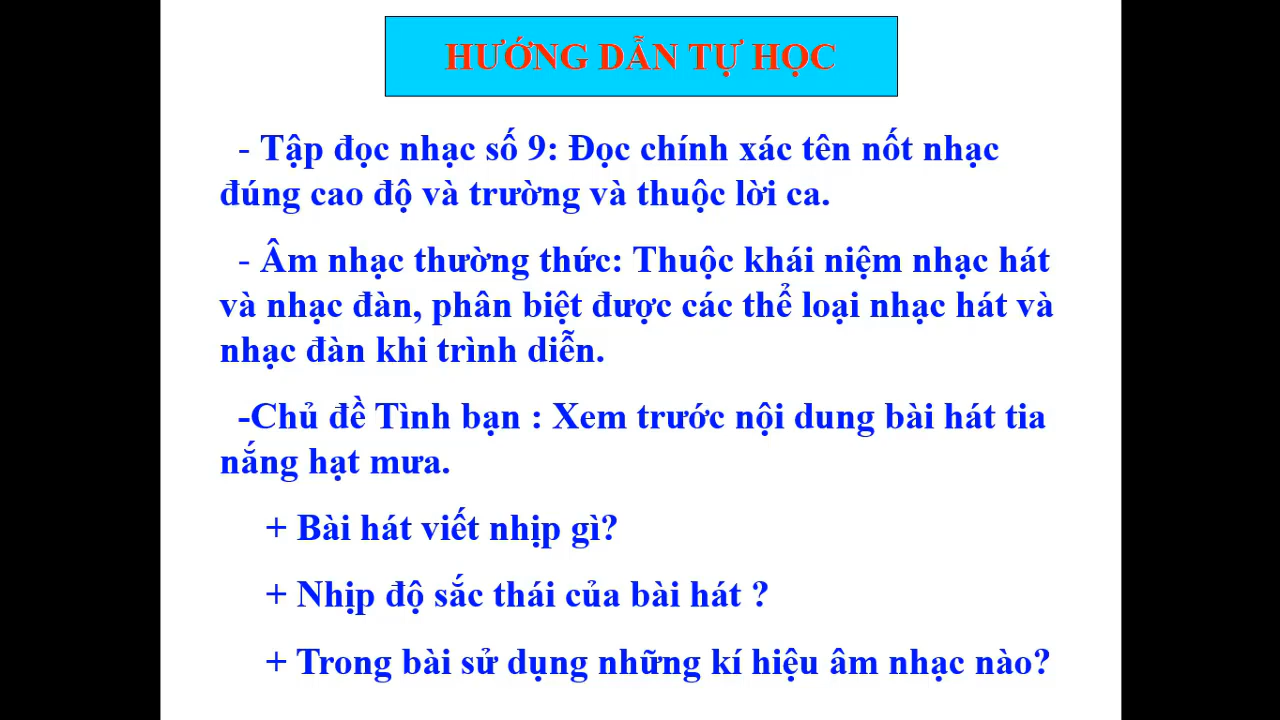 HƯỚNG DẪN TỰ HỌC
- Tập đọc nhạc số 9: Đọc chính xác tên nốt nhạc
đúng cao độ và trường và thuộc lời ca.
- Âm nhạc thường thức: Thuộc khái niệm nhạc hát
và nhạc đàn, phân biệt được các thể loại nhạc hát và
nhạc đàn khi trình diễn.
-Chủ đề Tình bạn : Xem trước nội dung bài hát tia
nắng hạt mưa.
+ Bài hát viết nhịp gì?
+ Nhịp độ sắc thái của bài hát ?
+ Trong bài sử dụng những kí hiệu âm nhạc nào?